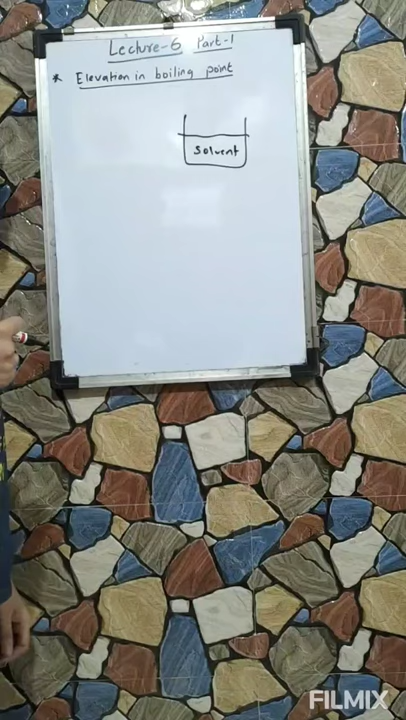 Lecture-6 Part-1
* Elevation in boiling point
Solvent
FILMIX